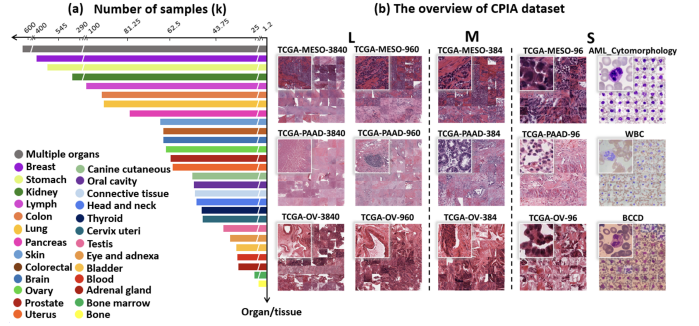 (a) Number of samples (k)
600 400 545 290 100 81.25 62.5 43.75 25 1.2
Multiple organs
Breast
Stomach
Kidney
Lymph
Colon
Lung
Pancreas
Skin
Colorectal
Brain
Ovary
Prostate
Uterus
Canine cutaneous
Oral cavity
Connective tissue
Head and neck
Thyroid
Cervix uteri
Testis
Eye and adnexa
Bladder
Blood
Adrenal gland
Bone marrow
Bone
Organ/tissue
(b) The overview of CPIA dataset
L M S
TCGA-MESO-3840 TCGA-MESO-960 TCGA-MESO-384 TCGA-MESO-96 AML_Cytomorphology
TCGA-PAAD-3840 TCGA-PAAD-960 TCGA-PAAD-384 TCGA-PAAD-96 WBC
TCGA-OV-3840 TCGA-OV-960 TCGA-OV-384 TCGA-OV-96 BCCD